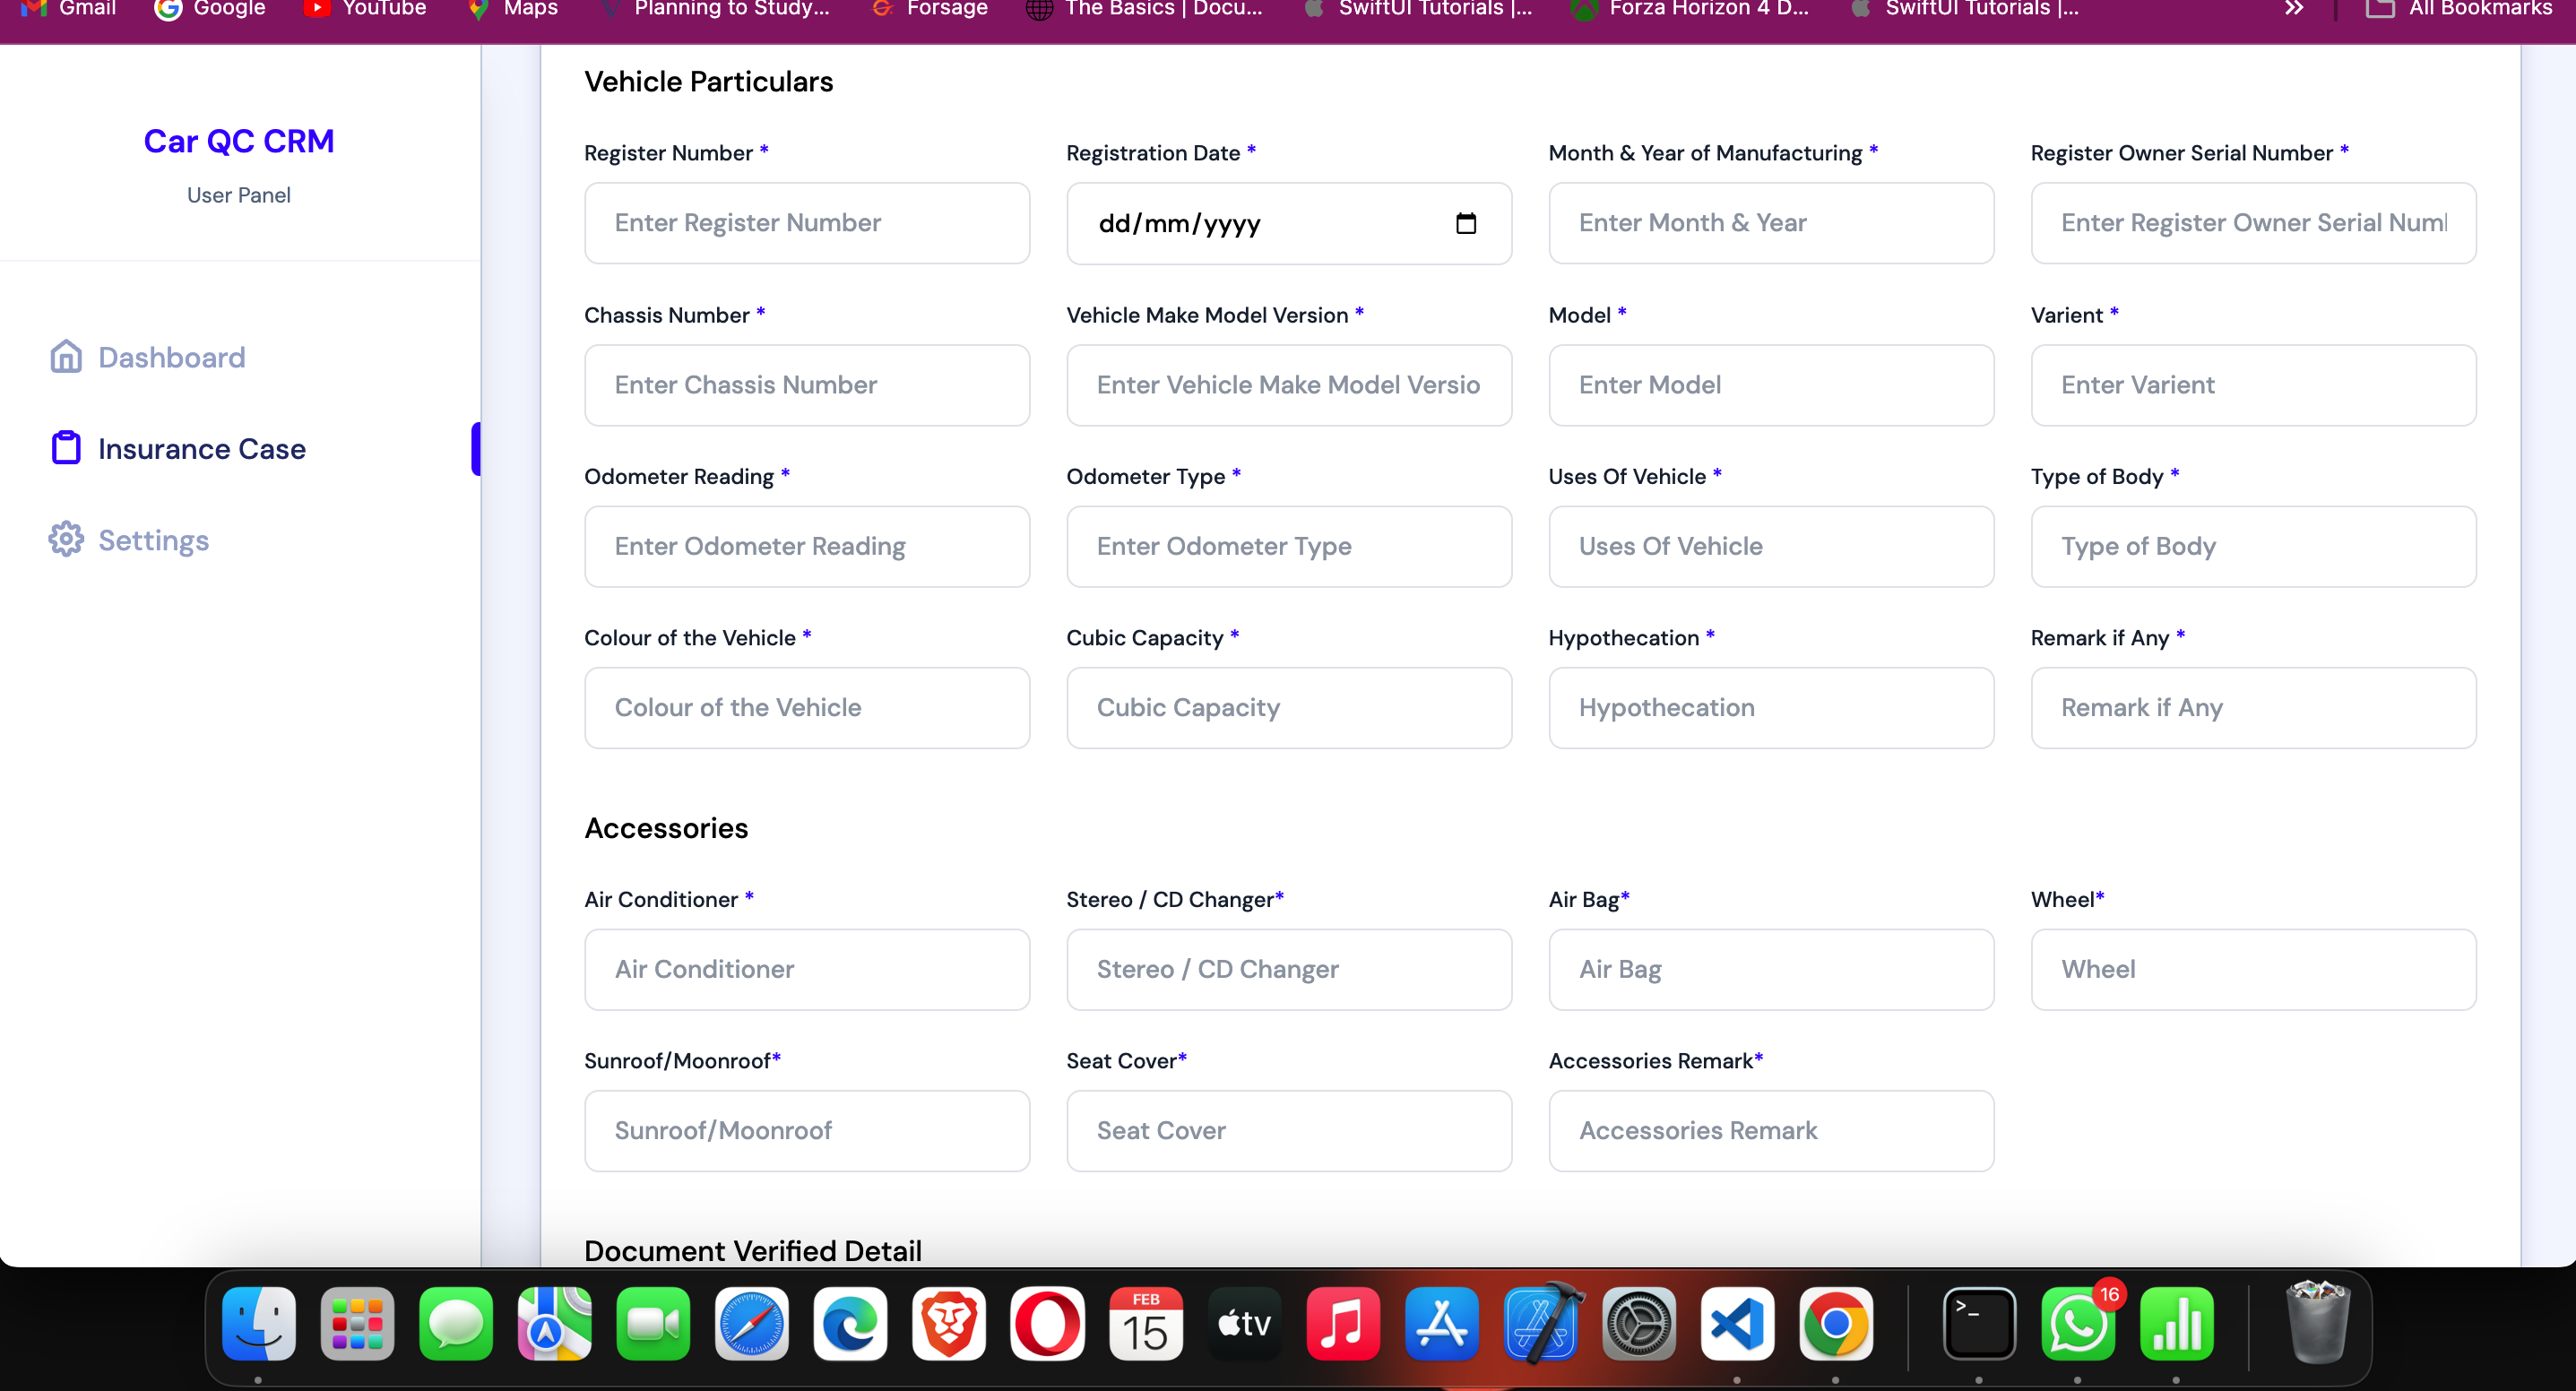 Gmail Google YouTube Maps Planning to Study... Forsage The Basics | Docu... SwiftUI Tutorials |... Forza Horizon 4 D... SwiftUI Tutorials |... » All Bookmarks
Car QC CRM
User Panel
Dashboard
Insurance Case
Settings
Vehicle Particulars
Register Number * Registration Date * Month & Year of Manufacturing * Register Owner Serial Number *
Enter Register Number dd/mm/yyyy Enter Month & Year Enter Register Owner Serial Numl
Chassis Number * Vehicle Make Model Version * Model * Varient *
Enter Chassis Number Enter Vehicle Make Model Versio Enter Model Enter Varient
Odometer Reading * Odometer Type * Uses Of Vehicle * Type of Body *
Enter Odometer Reading Enter Odometer Type Uses Of Vehicle Type of Body
Colour of the Vehicle * Cubic Capacity * Hypothecation * Remark if Any *
Colour of the Vehicle Cubic Capacity Hypothecation Remark if Any
Accessories
Air Conditioner * Stereo / CD Changer* Air Bag* Wheel*
Air Conditioner Stereo / CD Changer Air Bag Wheel
Sunroof/Moonroof* Seat Cover* Accessories Remark*
Sunroof/Moonroof Seat Cover Accessories Remark
Document Verified Detail
FEB
15
tv
>_
16